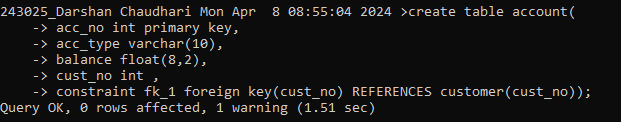 243025_Darshan Chaudhari Mon Apr  8 08:55:04 2024 >create table account(
    -> acc_no int primary key,
    -> acc_type varchar(10),
    -> balance float(8,2),
    -> cust_no int ,
    -> constraint fk_1 foreign key(cust_no) REFERENCES customer(cust_no));
Query OK, 0 rows affected, 1 warning (1.51 sec)